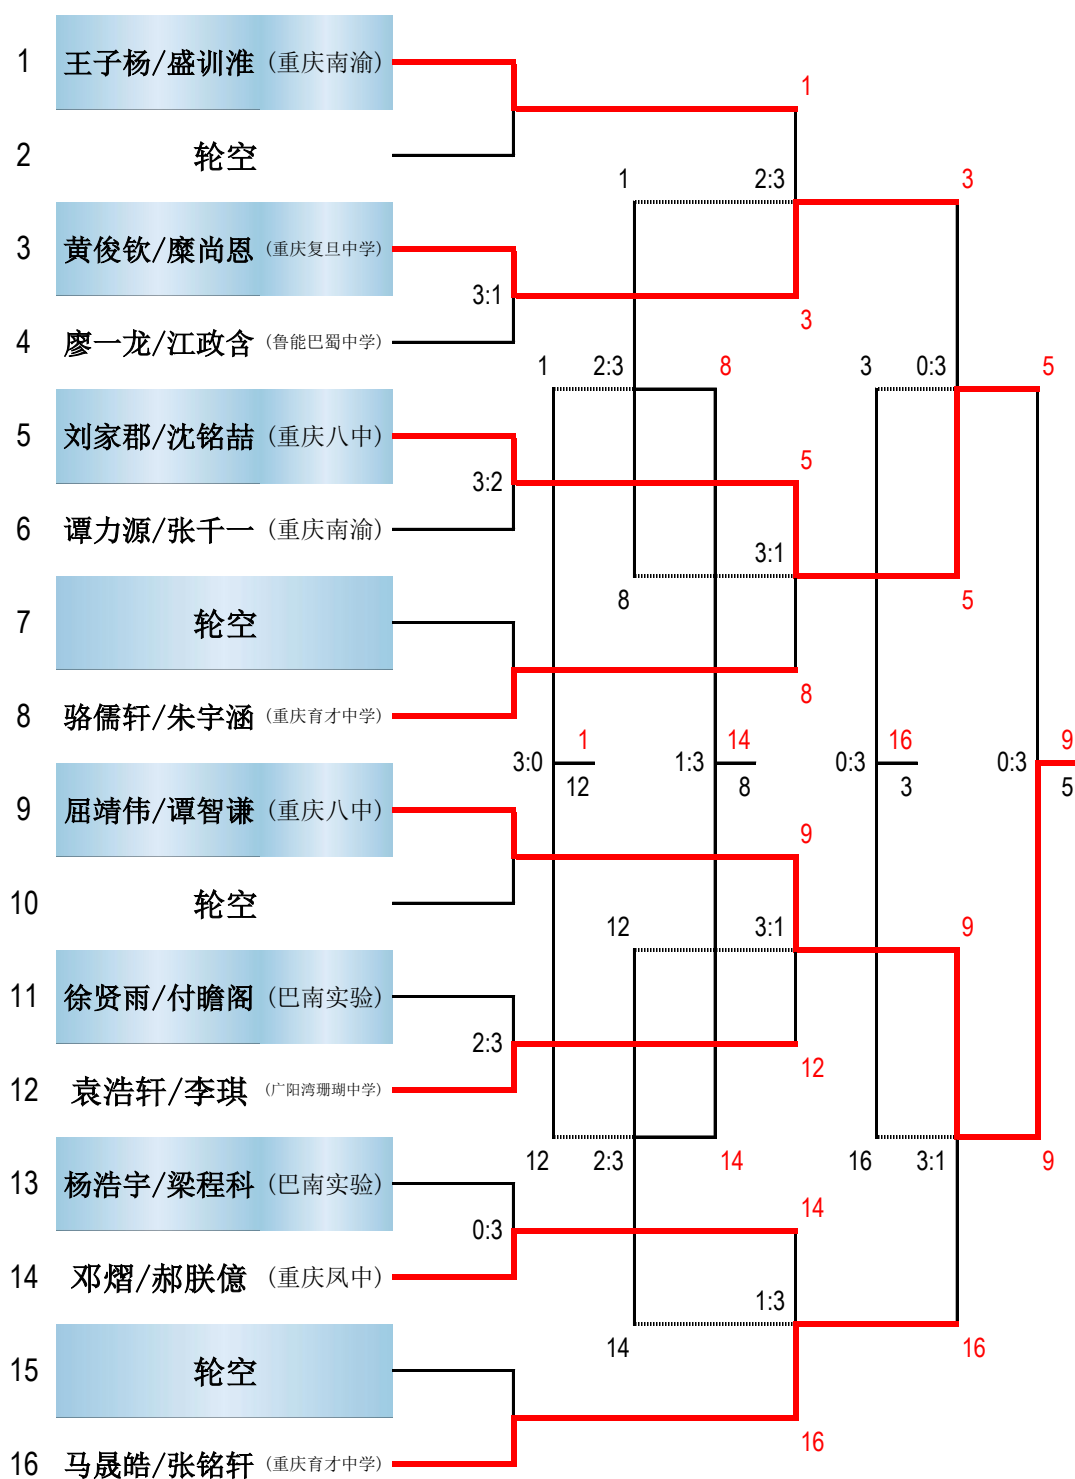 1 王子杨/盛训淮 (重庆南渝)
1
2 轮空
1 2:3 3
3 黄俊钦/糜尚恩 (重庆复旦中学)
3:1
3
4 廖一龙/江政含 (鲁能巴蜀中学)
1 2:3 8 3 0:3 5
5 刘家郡/沈铭喆 (重庆八中)
5
3:2
6 谭力源/张千一 (重庆南渝)
3:1
8 5
7 轮空
8
8 骆儒轩/朱宇涵 (重庆育才中学)
3:0 1 1:3 14 0:3 16 0:3 9
12 8 3 5
9 屈靖伟/谭智谦 (重庆八中)
9
10 轮空
12 3:1 9
11 徐贤雨/付瞻阁 (巴南实验)
2:3
12
12 袁浩轩/李琪 (广阳湾珊瑚中学)
12 2:3 14 16 3:1 9
13 杨浩宇/梁程科 (巴南实验)
14
0:3
14 邓熠/郝朕億 (重庆凤中)
1:3
14 16
15 轮空
16
16 马晟皓/张铭轩 (重庆育才中学)